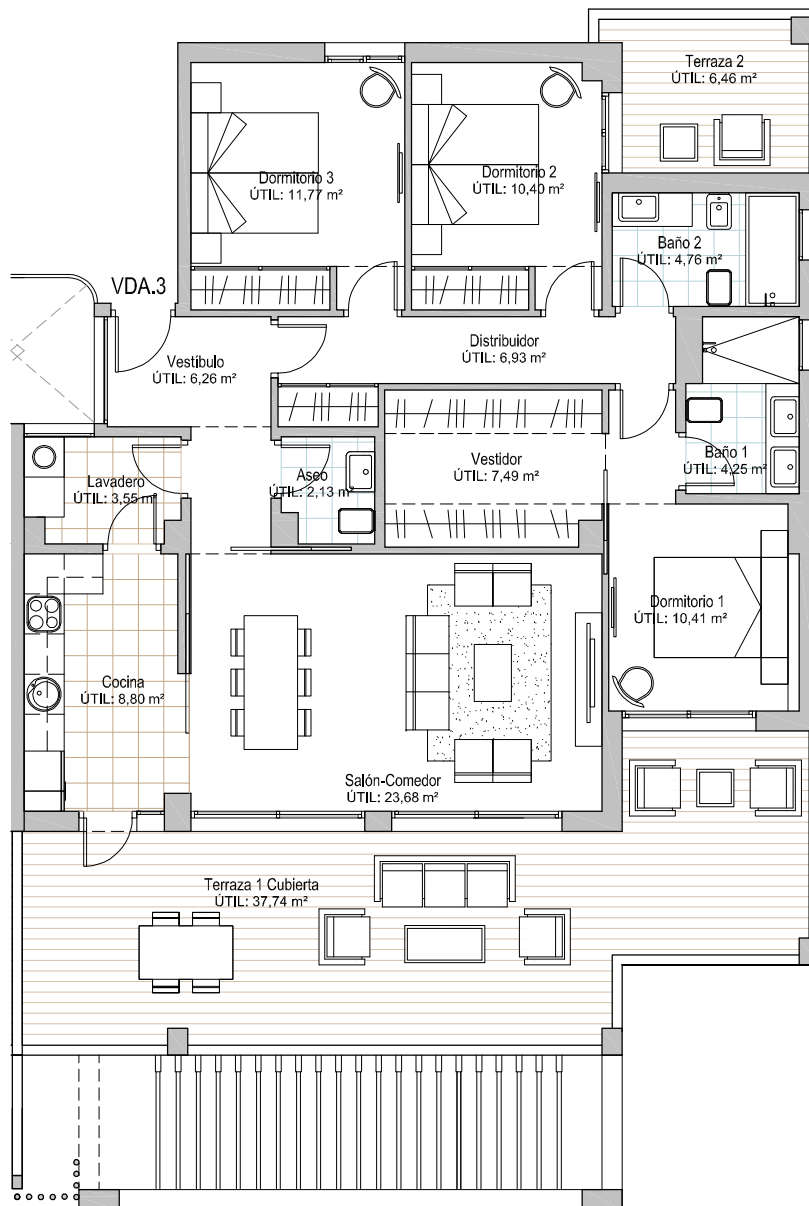 Terraza 2
ÚTIL: 6,46 m²
Dormitorio 3
ÚTIL: 11,77 m²
Dormitorio 2
ÚTIL: 10,40 m²
Baño 2
ÚTIL: 4,76 m²
VDA.3
Vestíbulo
ÚTIL: 6,26 m²
Distribuidor
ÚTIL: 6,93 m²
Lavadero
ÚTIL: 3,55 m²
Aseo
ÚTIL: 2,13 m²
Vestidor
ÚTIL: 7,49 m²
Baño 1
ÚTIL: 4,25 m²
Dormitorio 1
ÚTIL: 10,41 m²
Cocina
ÚTIL: 8,80 m²
Salón-Comedor
ÚTIL: 23,68 m²
Terraza 1 Cubierta
ÚTIL: 37,74 m²